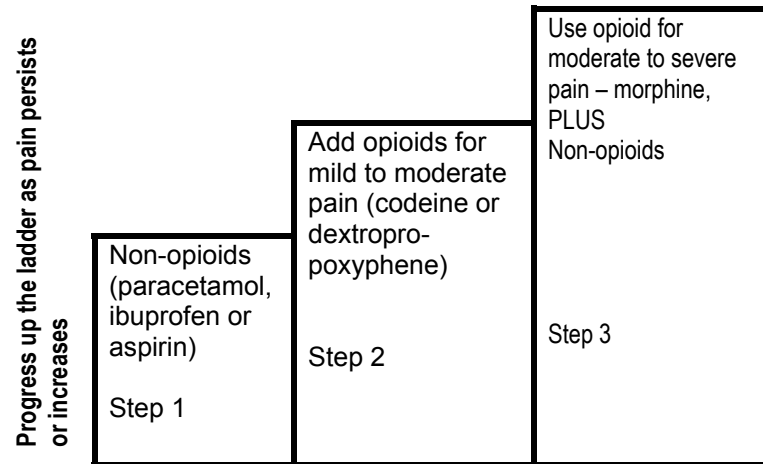 Progress up the ladder as pain persists
or increases
Non-opioids
(paracetamol,
ibuprofen or
aspirin)
Step 1
Add opioids for
mild to moderate
pain (codeine or
dextropro-
poxyphene)
Step 2
Use opioid for
moderate to severe
pain – morphine,
PLUS
Non-opioids
Step 3